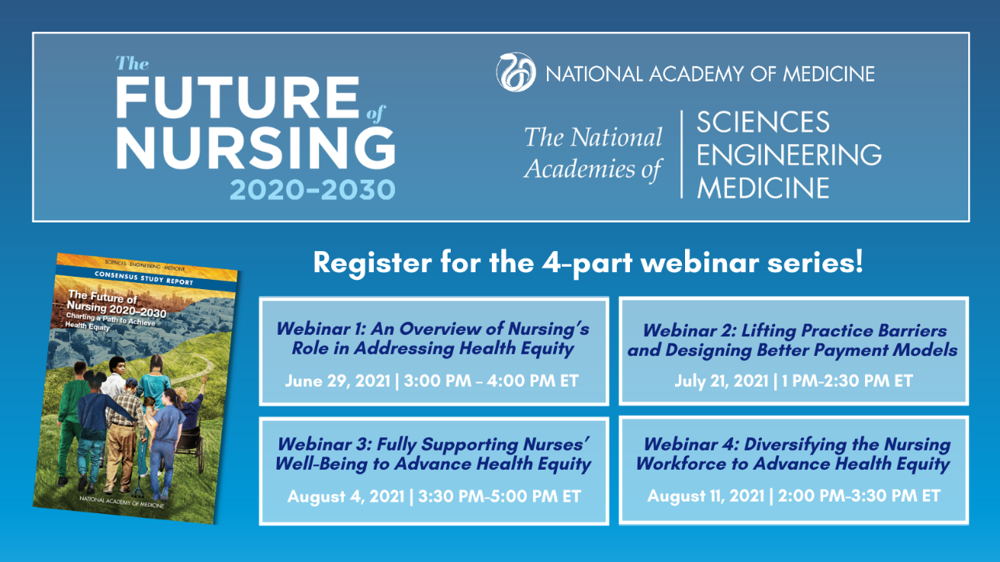 The
FUTURE of
NURSING
2020–2030
NATIONAL ACADEMY OF MEDICINE
The National
Academies of
SCIENCES
ENGINEERING
MEDICINE
Register for the 4-part webinar series!
SCIENCES · ENGINEERING · MEDICINE
CONSENSUS STUDY REPORT
The Future of
Nursing 2020–2030
Charting a Path to Achieve
Health Equity
NATIONAL ACADEMY OF MEDICINE
Webinar 1: An Overview of Nursing’s
Role in Addressing Health Equity
June 29, 2021 | 3:00 PM – 4:00 PM ET
Webinar 2: Lifting Practice Barriers
and Designing Better Payment Models
July 21, 2021 | 1 PM-2:30 PM ET
Webinar 3: Fully Supporting Nurses’
Well-Being to Advance Health Equity
August 4, 2021 | 3:30 PM-5:00 PM ET
Webinar 4: Diversifying the Nursing
Workforce to Advance Health Equity
August 11, 2021 | 2:00 PM-3:30 PM ET